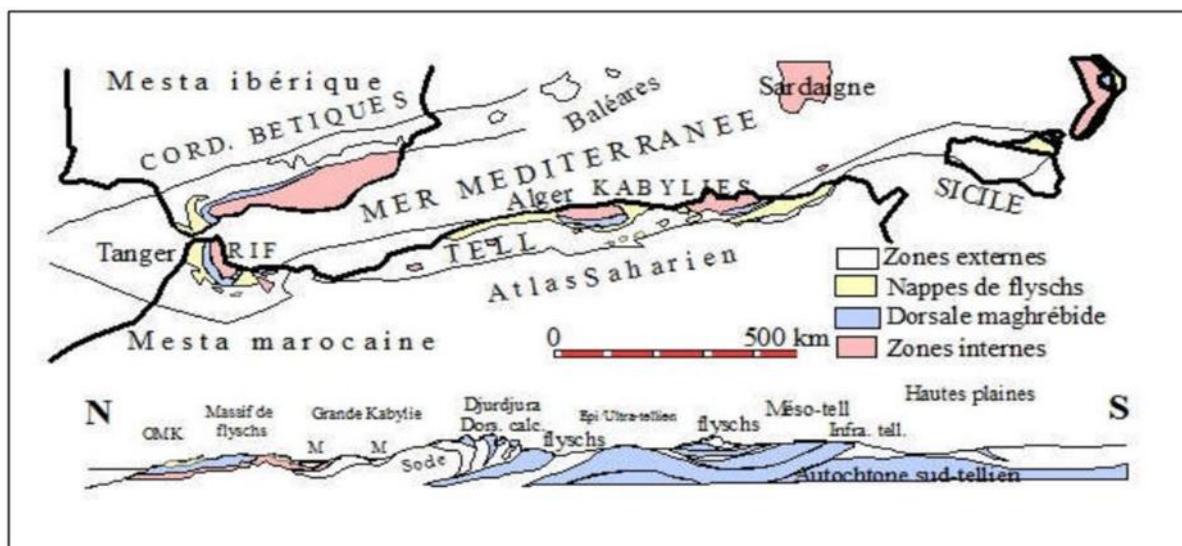 Mesta ibérique
CORD. BETIQUES
Baléares
Sardaigne
MER MEDITERRANEE
Alger KABYLIES
SICILE
Tanger RIF
TELL
Atlas Saharien
Mesta marocaine
Zones externes
Nappes de flyschs
Dorsale maghrébide
Zones internes
0 500 km
N
S
OMK
Massif de
flyschs
Grande Kabylie
M
M
Sode
Djurdjura
Dors. calc.
flyschs
Epi/Ultra-tellien
flyschs
Méso-tell
Infra. tell.
Hautes plaines
Autochtone sud-tellien